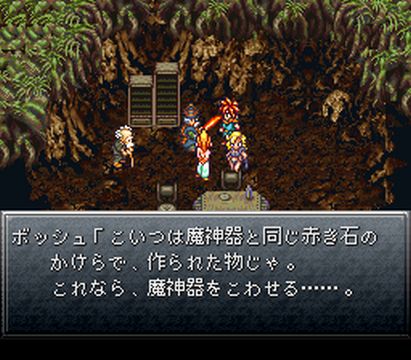 ボッシュ「こいつは魔神器と同じ赤き石の
かけらで、作られた物じゃ。
これなら、魔神器をこわせる……。